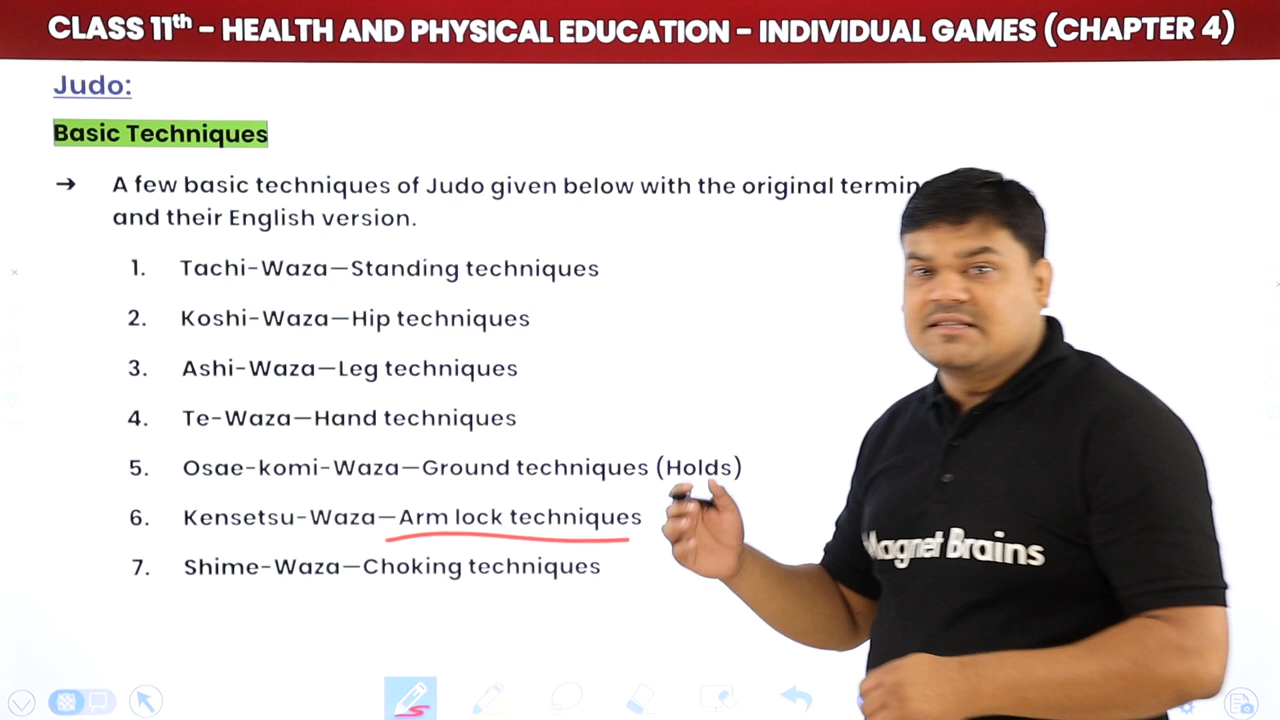 CLASS 11th – HEALTH AND PHYSICAL EDUCATION – INDIVIDUAL GAMES (CHAPTER 4)
Judo:
Basic Techniques
→ A few basic techniques of Judo given below with the original
and their English version.
1. Tachi-Waza—Standing techniques
2. Koshi-Waza—Hip techniques
3. Ashi-Waza—Leg techniques
4. Te-Waza—Hand techniques
5. Osae-komi-Waza—Ground techniques (Holds)
6. Kensetsu-Waza—Arm lock techniques
7. Shime-Waza—Choking techniques
Magnet Brains